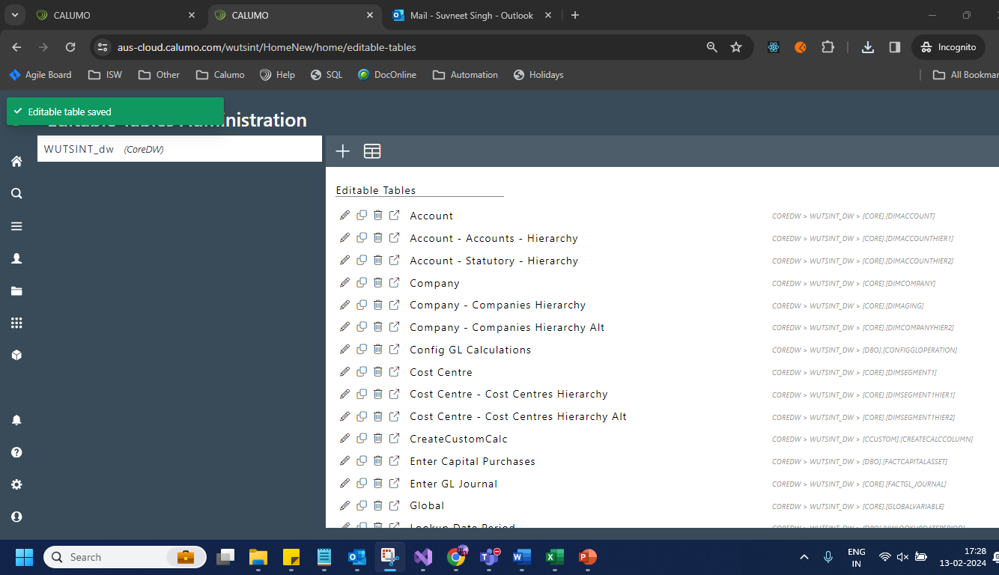 CALUMO
CALUMO
Mail - Suvneet Singh - Outlook
aus-cloud.calumo.com/wutsint/HomeNew/home/editable-tables
Incognito
Agile Board
ISW
Other
Calumo
Help
SQL
DocOnline
Automation
Holidays
All Bookmar
Editable table saved
Editable Tables Administration
WUTSINT_dw (CoreDW)
Editable Tables
Account COREDW > WUTSINT_DW > [CORE].[DIMACCOUNT]
Account - Accounts - Hierarchy COREDW > WUTSINT_DW > [CORE].[DIMACCOUNTHIER1]
Account - Statutory - Hierarchy COREDW > WUTSINT_DW > [CORE].[DIMACCOUNTHIER2]
Company COREDW > WUTSINT_DW > [CORE].[DIMCOMPANY]
Company - Companies Hierarchy COREDW > WUTSINT_DW > [CORE].[DIMAGING]
Company - Companies Hierarchy Alt COREDW > WUTSINT_DW > [CORE].[DIMCOMPANYHIER2]
Config GL Calculations COREDW > WUTSINT_DW > [DBO].[CONFIGGLOPERATION]
Cost Centre COREDW > WUTSINT_DW > [CORE].[DIMSEGMENT1]
Cost Centre - Cost Centres Hierarchy COREDW > WUTSINT_DW > [CORE].[DIMSEGMENT1HIER1]
Cost Centre - Cost Centres Hierarchy Alt COREDW > WUTSINT_DW > [CORE].[DIMSEGMENT1HIER2]
CreateCustomCalc COREDW > WUTSINT_DW > [CCUSTOM].[CREATECALCCOLUMN]
Enter Capital Purchases COREDW > WUTSINT_DW > [DBO].[FACTCAPITALASSET]
Enter GL Journal COREDW > WUTSINT_DW > [CORE].[FACTGL_JOURNAL]
Global COREDW > WUTSINT_DW > [CORE].[GLOBALVARIABLE]
Lookup Date Period COREDW > WUTSINT_DW >
Search
ENG
IN
17:28
13-02-2024